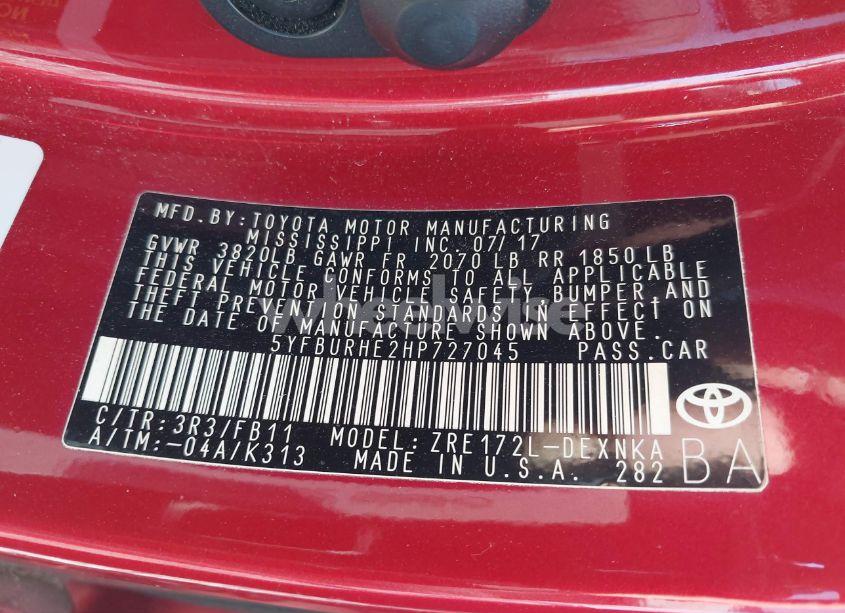 MFD. BY: TOYOTA MOTOR MANUFACTURING
MISSISSIPPI INC. 07/17
GVWR 3820LB GAWR FR 2070 LB RR 1850 LB
THIS VEHICLE CONFORMS TO ALL APPLICABLE
FEDERAL MOTOR VEHICLE SAFETY, BUMPER, AND
THEFT PREVENTION STANDARDS IN EFFECT ON
THE DATE OF MANUFACTURE SHOWN ABOVE.
5YFBURHE2HP727045 PASS.CAR
C/TR: 3R3/FB11 MODEL: ZRE172L-DEXNKA
A/TM: -04A/K313 MADE IN U.S.A. 282
BA